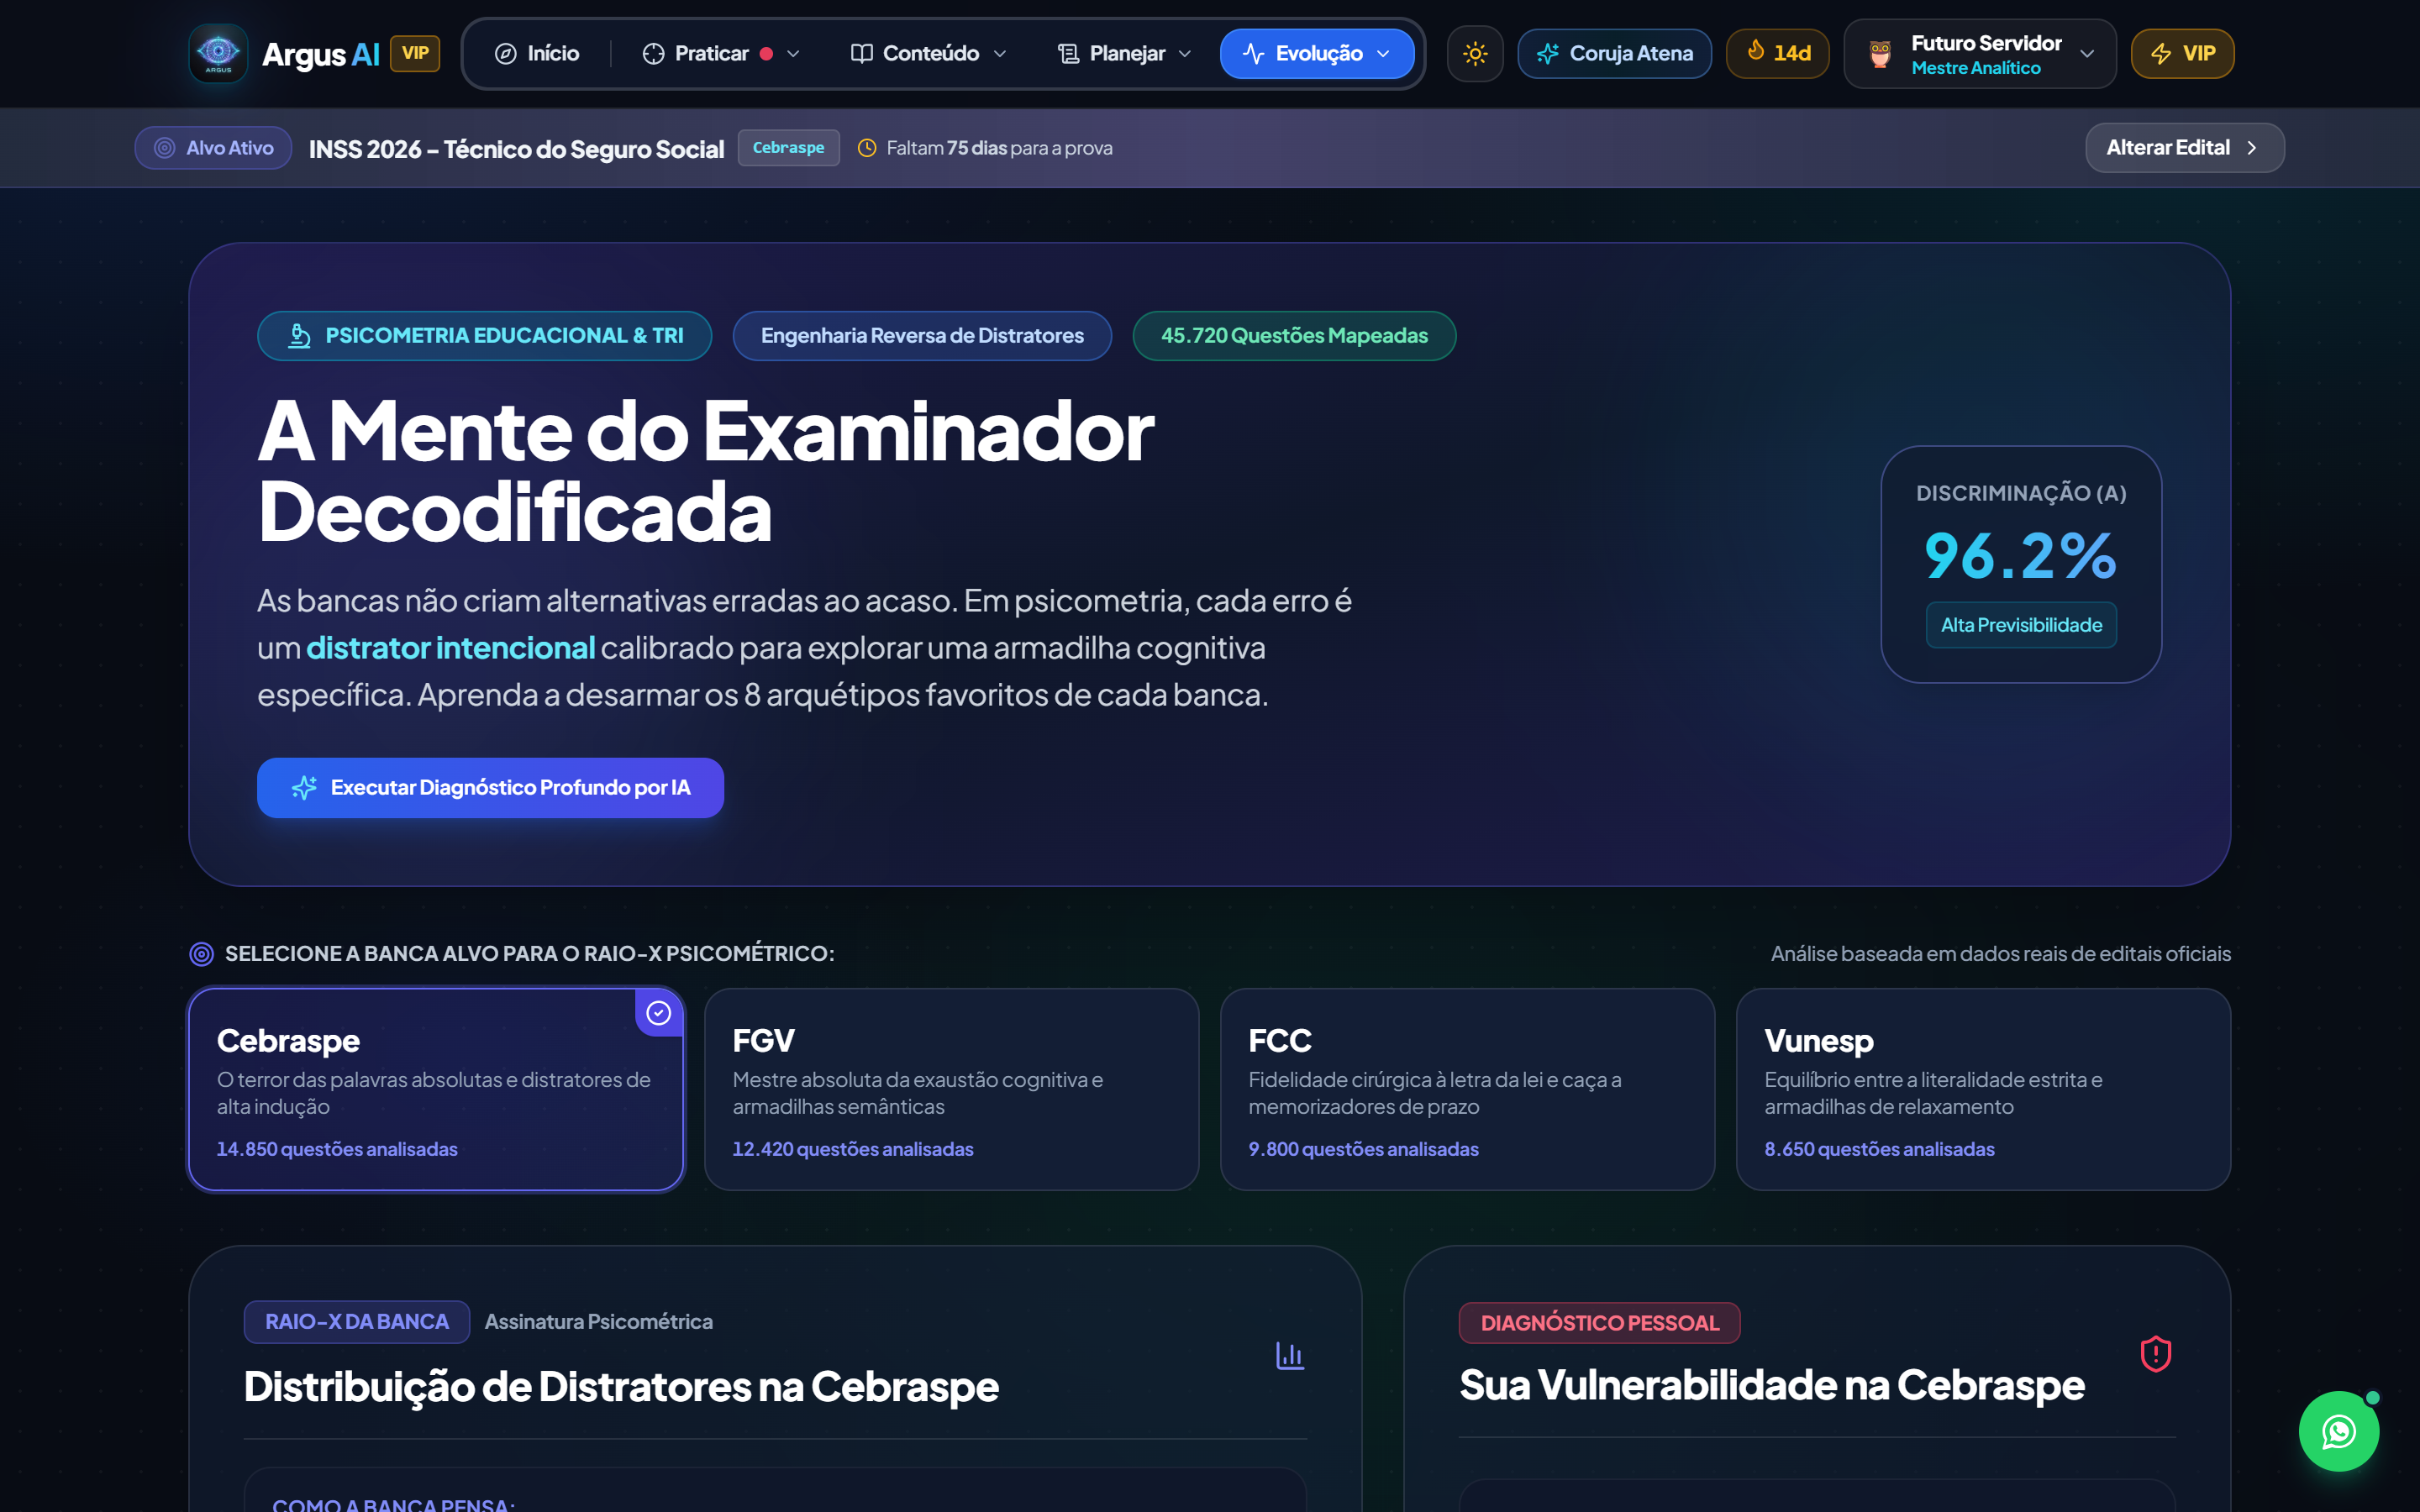 ARGUS
Argus AI VIP
Início
Praticar
Conteúdo
Planejar
Evolução
Coruja Atena
14d
Futuro Servidor
Mestre Analítico
VIP
Alvo Ativo
INSS 2026 – Técnico do Seguro Social
Cebraspe
Faltam 75 dias para a prova
Alterar Edital
PSICOMETRIA EDUCACIONAL & TRI
Engenharia Reversa de Distratores
45.720 Questões Mapeadas
A Mente do Examinador
Decodificada
As bancas não criam alternativas erradas ao acaso. Em psicometria, cada erro é
um distrator intencional calibrado para explorar uma armadilha cognitiva
específica. Aprenda a desarmar os 8 arquétipos favoritos de cada banca.
Executar Diagnóstico Profundo por IA
DISCRIMINAÇÃO (A)
96.2%
Alta Previsibilidade
SELECIONE A BANCA ALVO PARA O RAIO-X PSICOMÉTRICO:
Análise baseada em dados reais de editais oficiais
Cebraspe
O terror das palavras absolutas e distratores de
alta indução
14.850 questões analisadas
FGV
Mestre absoluta da exaustão cognitiva e
armadilhas semânticas
12.420 questões analisadas
FCC
Fidelidade cirúrgica à letra da lei e caça a
memorizadores de prazo
9.800 questões analisadas
Vunesp
Equilíbrio entre a literalidade estrita e
armadilhas de relaxamento
8.650 questões analisadas
RAIO-X DA BANCA
Assinatura Psicométrica
Distribuição de Distratores na Cebraspe
COMO A BANCA PENSA:
DIAGNÓSTICO PESSOAL
Sua Vulnerabilidade na Cebraspe